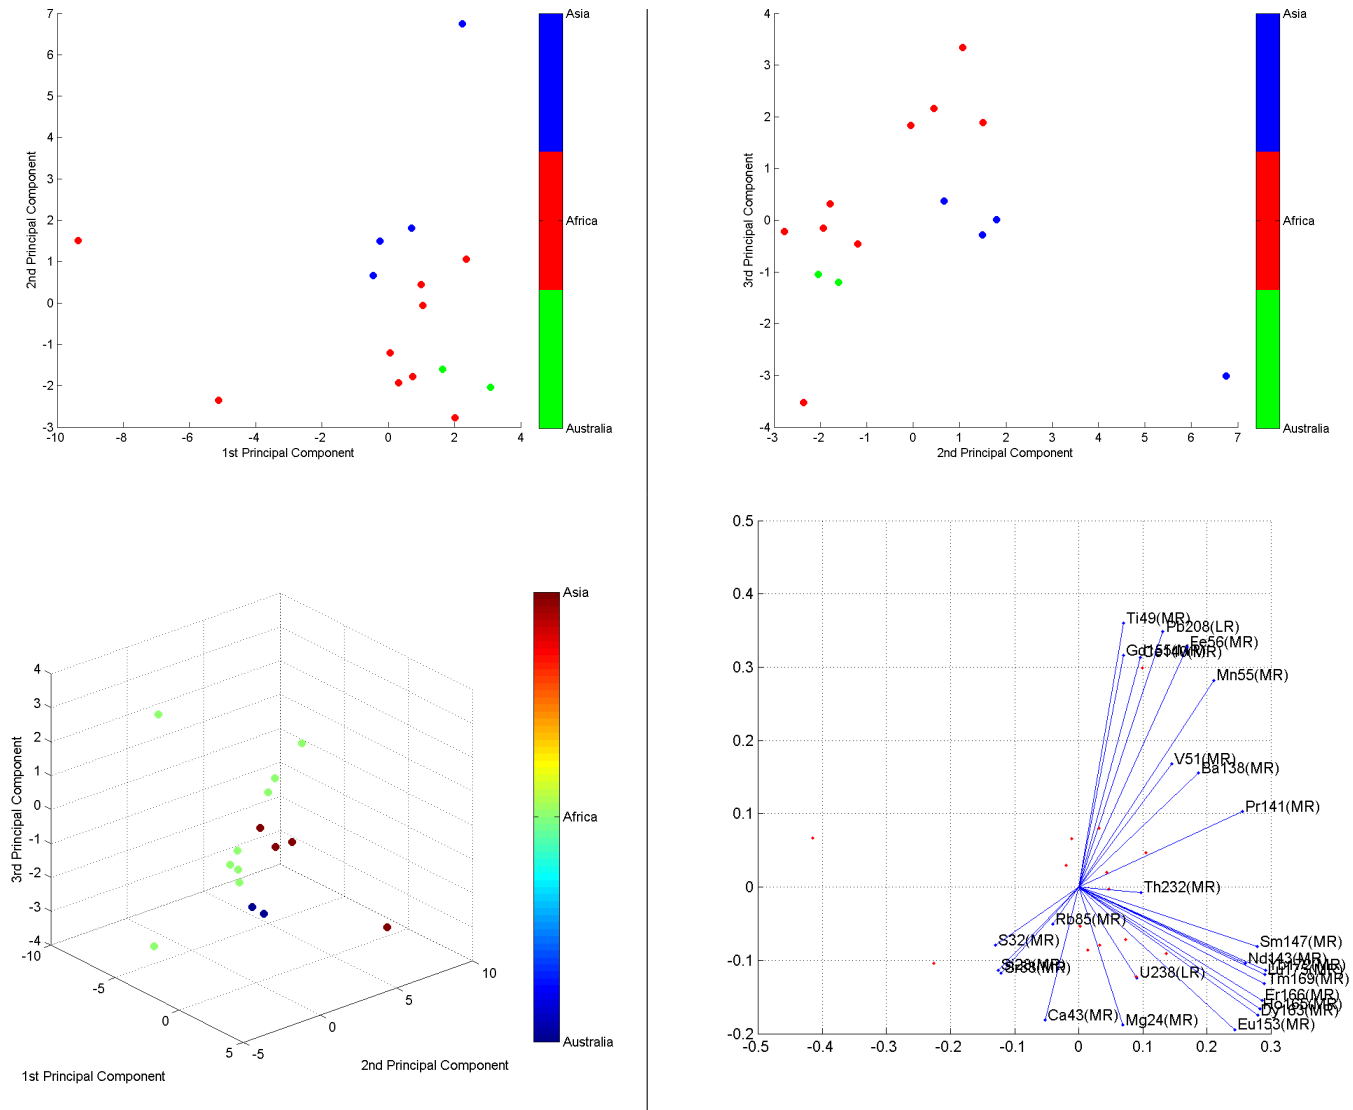 7
6
5
4
3
2
1
0
-1
-2
-3
-10
-8
-6
-4
-2
0
2
4
1st Principal Component
2nd Principal Component
Asia
Africa
Australia
4
3
2
1
0
-1
-2
-3
-4
-3
-2
-1
0
1
2
3
4
5
6
7
2nd Principal Component
3rd Principal Component
Asia
Africa
Australia
4
3
2
1
0
-1
-2
-3
-4
-10
-5
0
5
-5
0
5
10
3rd Principal Component
1st Principal Component
2nd Principal Component
Asia
Africa
Australia
0.5
0.4
0.3
0.2
0.1
0
-0.1
-0.2
-0.5
-0.4
-0.3
-0.2
-0.1
0
0.1
0.2
0.3
Ti49(MR)
Pb208(LR)
Fe56(MR)
Mn55(MR)
V51(MR)
Ba138(MR)
Pr141(MR)
Th232(MR)
Rb85(MR)
S32(MR)
Sm147(MR)
Nd143(MR)
Tm169(MR)
U238(LR)
Er166(MR)
Ho165(MR)
Dy163(MR)
Ca43(MR)
Mg24(MR)
Eu153(MR)